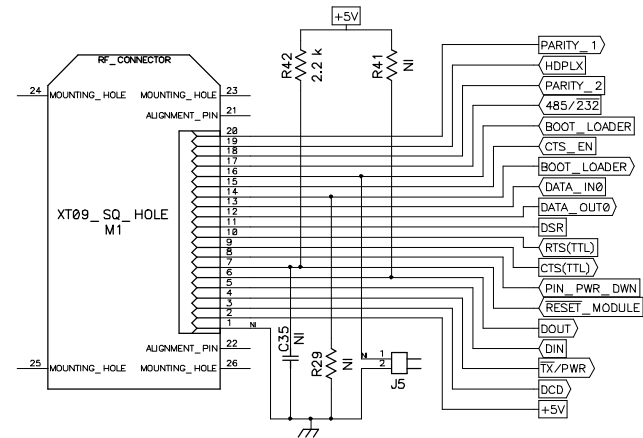 +5V
R42
2.2 k
R41
NI
RF_CONNECTOR
24
MOUNTING_HOLE
MOUNTING_HOLE
23
ALIGNMENT_PIN
21
20
19
18
17
16
15
14
13
12
11
10
9
8
7
6
5
4
3
2
1
NI
XT09_SQ_HOLE
M1
ALIGNMENT_PIN
22
25
MOUNTING_HOLE
MOUNTING_HOLE
26
C35
NI
R29
NI
NI
1
2
J5
PARITY_1
HDPLX
PARITY_2
485/232
BOOT_LOADER
CTS_EN
BOOT_LOADER
DATA_IN0
DATA_OUT0
DSR
RTS(TTL)
CTS(TTL)
PIN_PWR_DWN
RESET_MODULE
DOUT
DIN
TX/PWR
DCD
+5V